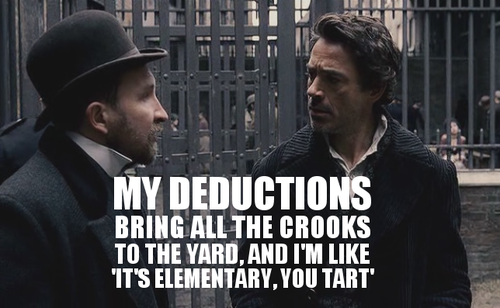 MY DEDUCTIONS
BRING ALL THE CROOKS
TO THE YARD, AND I'M LIKE
'IT'S ELEMENTARY, YOU TART'